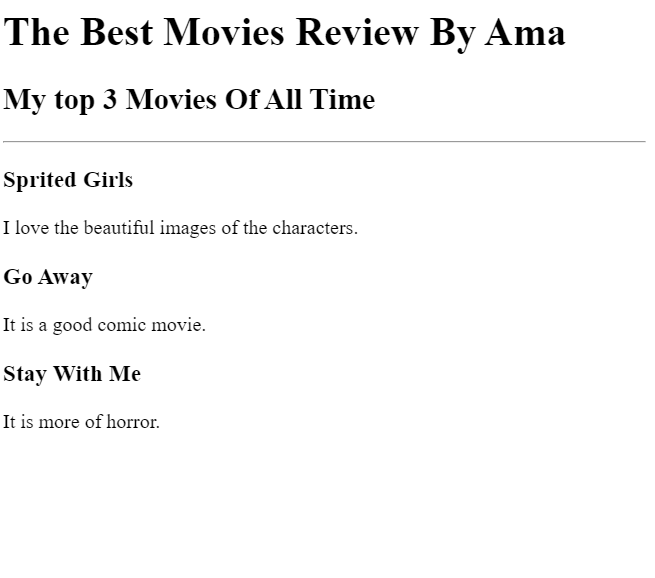 The Best Movies Review By Ama
My top 3 Movies Of All Time
Sprited Girls
I love the beautiful images of the characters.
Go Away
It is a good comic movie.
Stay With Me
It is more of horror.